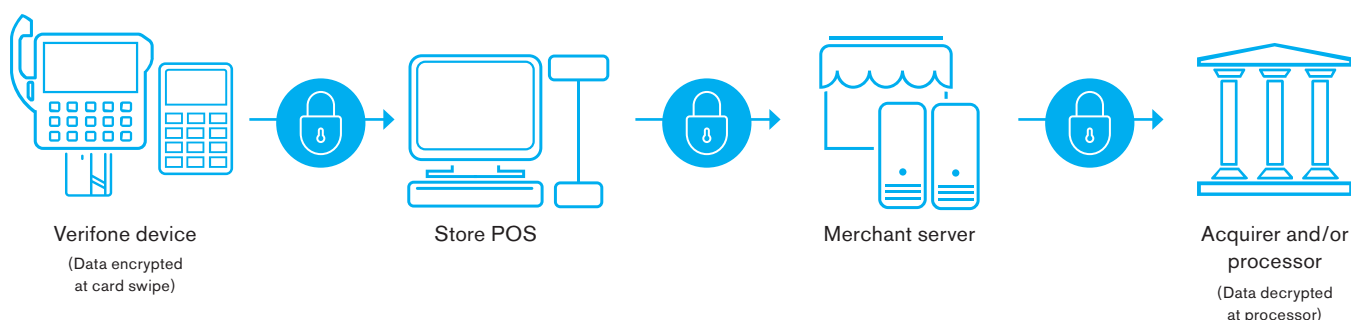 Verifone device
(Data encrypted
at card swipe)
Store POS
Merchant server
Acquirer and/or
processor
(Data decrypted
at processor)